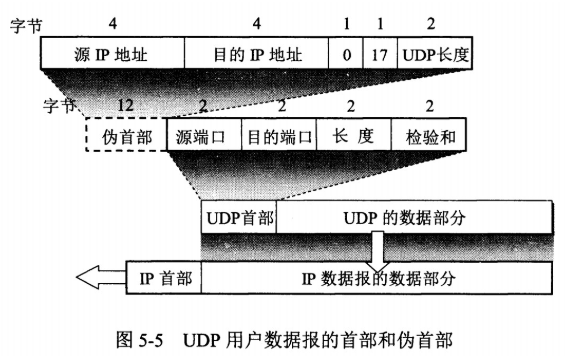 字节 4 4 1 1 2
源 IP 地址 目的 IP 地址 0 17 UDP长度
字节 12 2 2 2 2
伪首部 源端口 目的端口 长 度 检验和
UDP首部 UDP 的数据部分
IP 首部 IP 数据报的数据部分
图 5-5 UDP 用户数据报的首部和伪首部